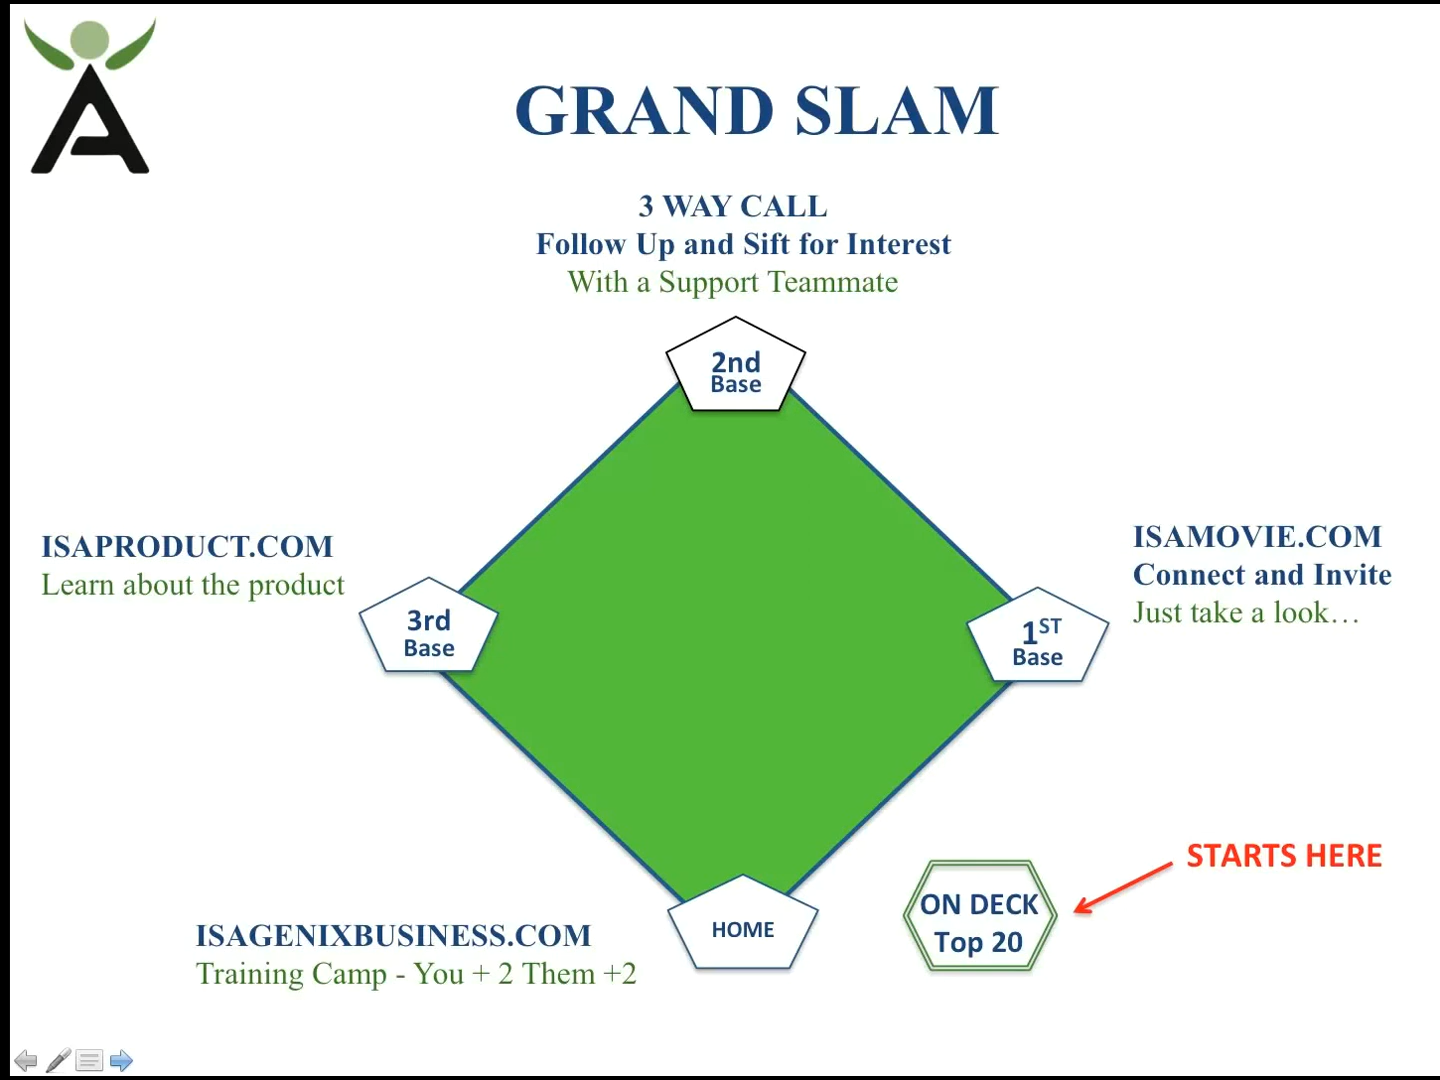 GRAND SLAM
3 WAY CALL
Follow Up and Sift for Interest
With a Support Teammate
2nd
Base
ISAPRODUCT.COM
Learn about the product
3rd
Base
ISAMOVIE.COM
Connect and Invite
Just take a look…
1ST
Base
STARTS HERE
ON DECK
Top 20
HOME
ISAGENIXBUSINESS.COM
Training Camp - You + 2 Them +2